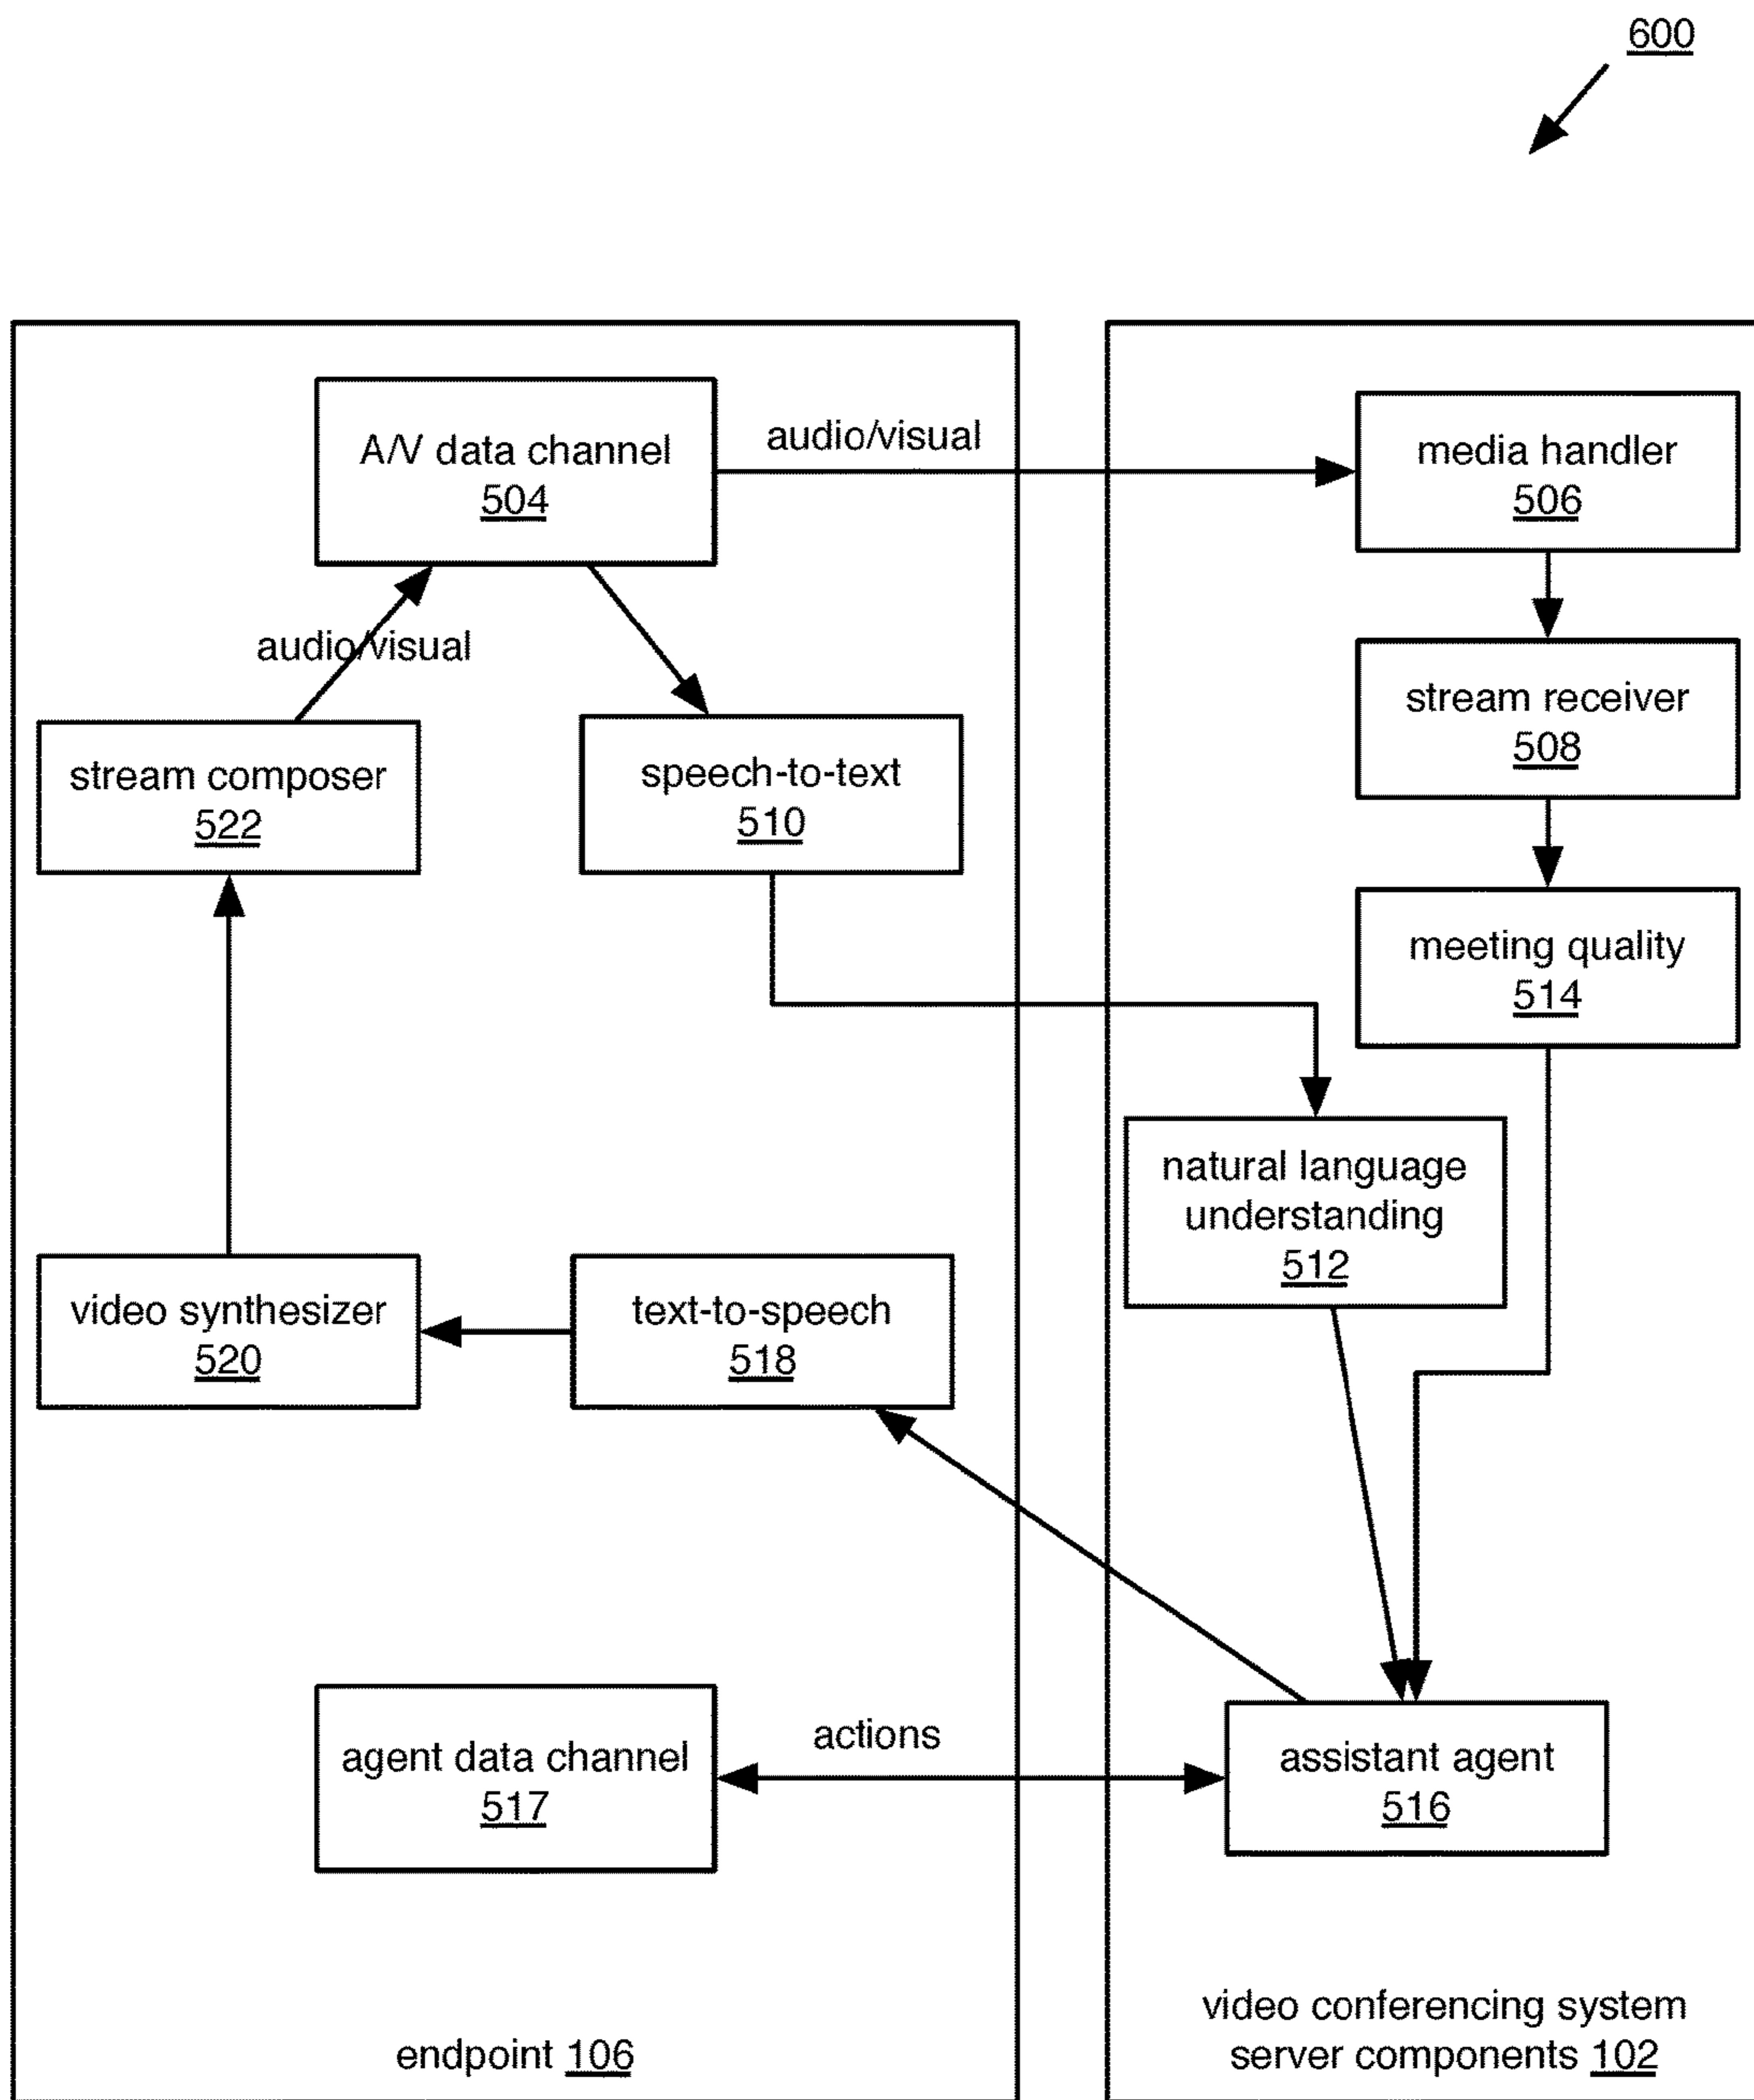 600
A/V data channel
504
audio/visual
media handler
506
audio/visual
stream receiver
508
stream composer
522
speech-to-text
510
meeting quality
514
natural language
understanding
512
video synthesizer
520
text-to-speech
518
agent data channel
517
actions
assistant agent
516
endpoint 106
video conferencing system
server components 102